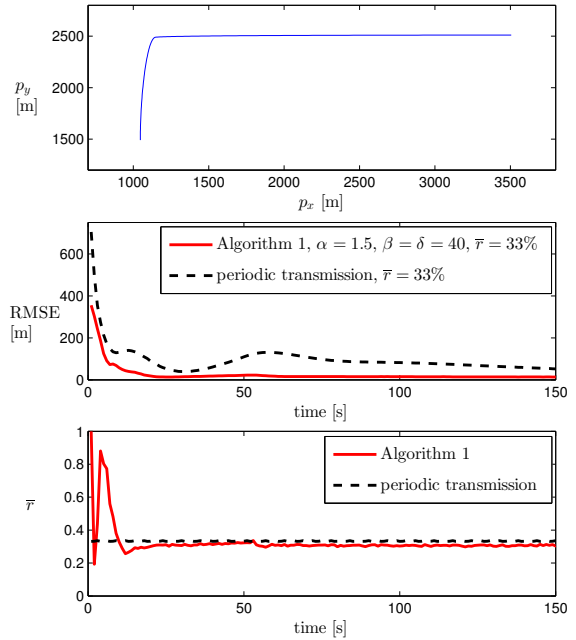 2500
2000
1500
p_y
[m]
1000 1500 2000 2500 3000 3500
p_x [m]
600
400
200
0
RMSE
[m]
Algorithm 1, α = 1.5, β = δ = 40, r̅ = 33%
periodic transmission, r̅ = 33%
0 50 100 150
time [s]
1
0.8
0.6
0.4
0.2
0
r̅
Algorithm 1
periodic transmission
0 50 100 150
time [s]